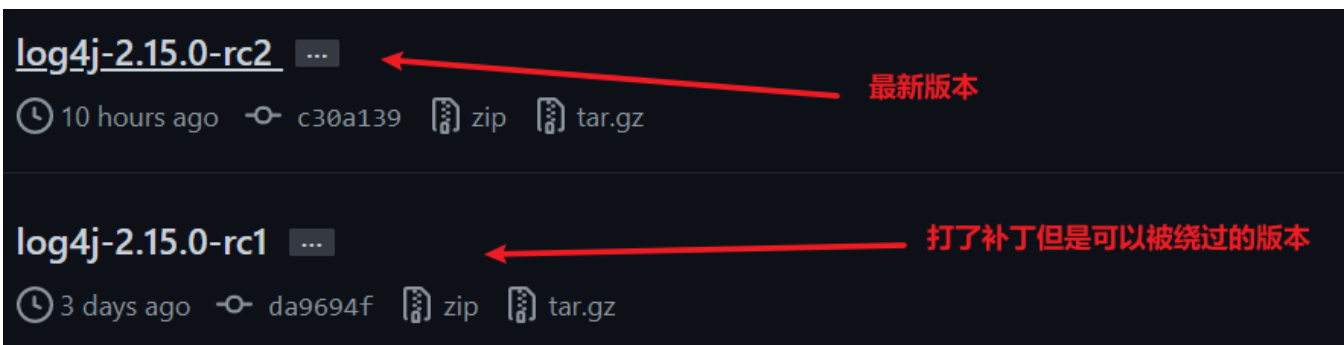 log4j-2.15.0-rc2 ...
最新版本
10 hours ago c30a139 zip tar.gz
log4j-2.15.0-rc1 ...
打了补丁但是可以被绕过的版本
3 days ago da9694f zip tar.gz